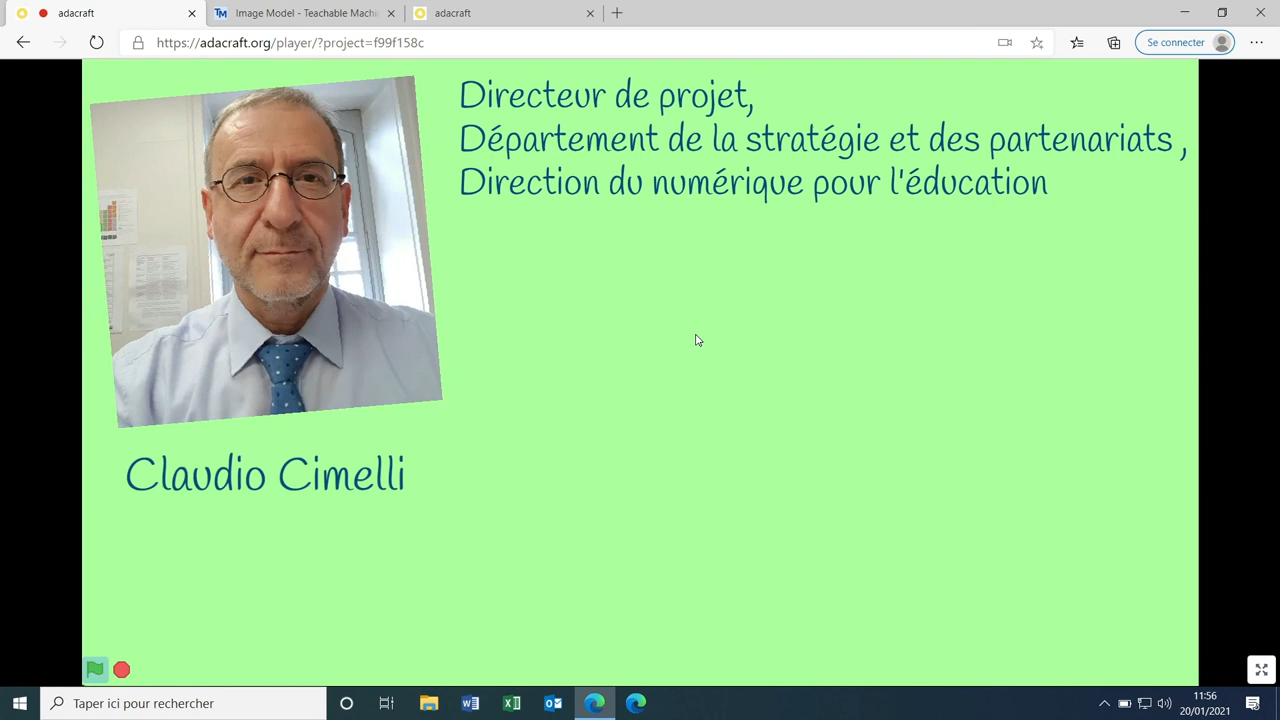 adacraft
Image Model - Teachable Machi
adacraft
https://adacraft.org/player/?project=f99f158c
Se connecter
Directeur de projet,
Département de la stratégie et des partenariats ,
Direction du numérique pour l'éducation
Claudio Cimelli
Taper ici pour rechercher
11:56
20/01/2021